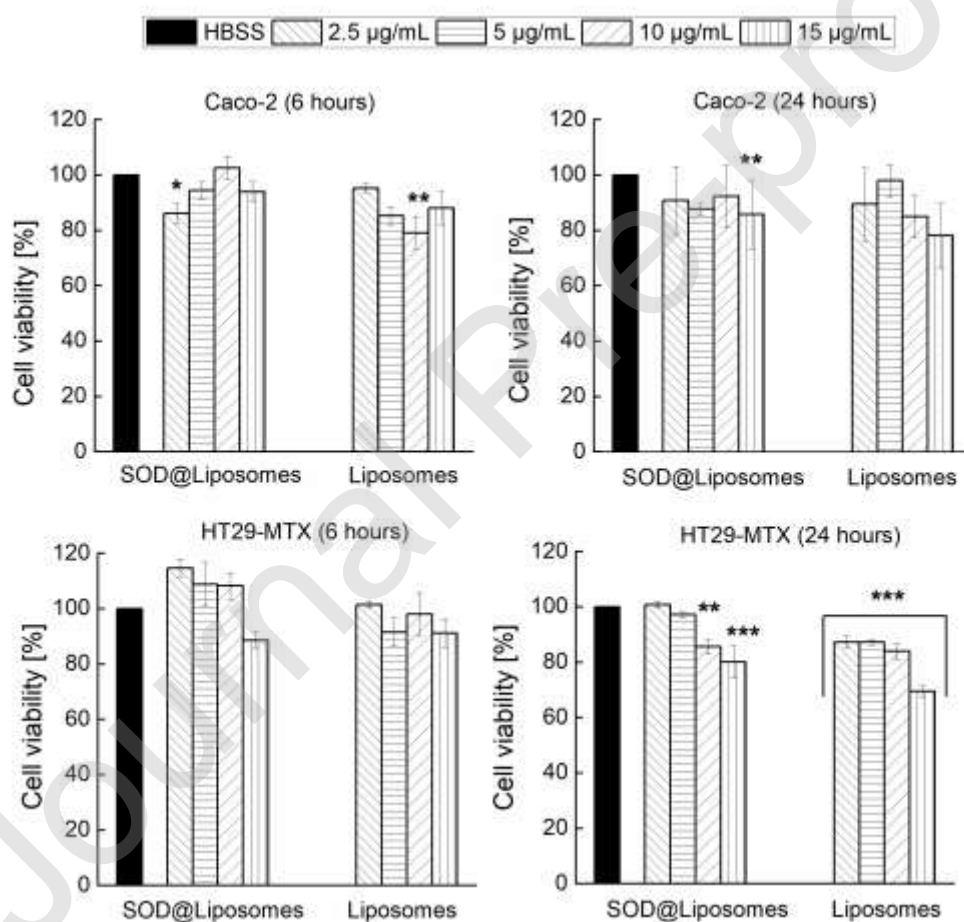 HBSS 2.5 µg/mL 5 µg/mL 10 µg/mL 15 µg/mL
Caco-2 (6 hours)
Cell viability [%]
120
100
80
60
40
20
0
*
**
SOD@Liposomes Liposomes
Caco-2 (24 hours)
Cell viability [%]
120
100
80
60
40
20
0
**
SOD@Liposomes Liposomes
HT29-MTX (6 hours)
Cell viability [%]
120
100
80
60
40
20
0
SOD@Liposomes Liposomes
HT29-MTX (24 hours)
Cell viability [%]
120
100
80
60
40
20
0
**
***
***
SOD@Liposomes Liposomes
Journal Pre-pro